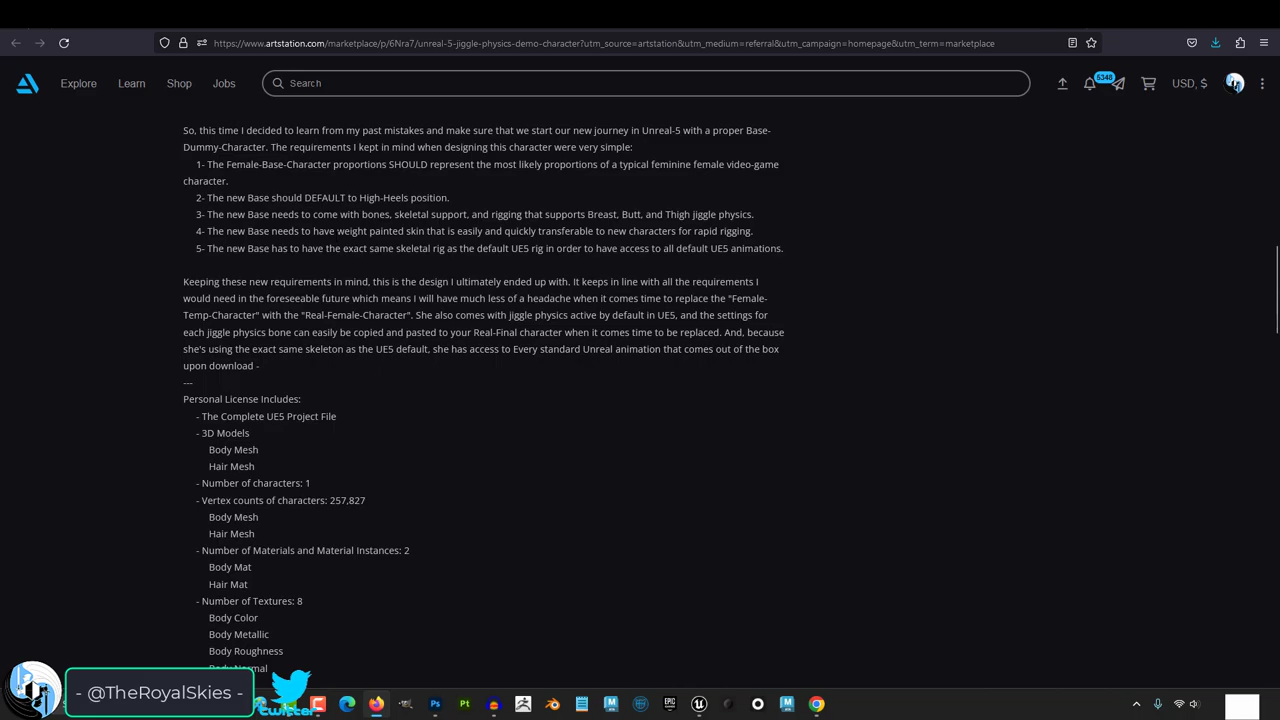 https://www.artstation.com/marketplace/p/6Nra7/unreal-5-jiggle-physics-demo-character?utm_source=artstation&utm_medium=referral&utm_campaign=homepage&utm_term=marketplace
Explore Learn Shop Jobs Search 5348 USD, $
So, this time I decided to learn from my past mistakes and make sure that we start our new journey in Unreal-5 with a proper Base-
Dummy-Character. The requirements I kept in mind when designing this character were very simple:
1- The Female-Base-Character proportions SHOULD represent the most likely proportions of a typical feminine female video-game
character.
2- The new Base should DEFAULT to High-Heels position.
3- The new Base needs to come with bones, skeletal support, and rigging that supports Breast, Butt, and Thigh jiggle physics.
4- The new Base needs to have weight painted skin that is easily and quickly transferable to new characters for rapid rigging.
5- The new Base has to have the exact same skeletal rig as the default UE5 rig in order to have access to all default UE5 animations.
Keeping these new requirements in mind, this is the design I ultimately ended up with. It keeps in line with all the requirements I
would need in the foreseeable future which means I will have much less of a headache when it comes time to replace the "Female-
Temp-Character" with the "Real-Female-Character". She also comes with jiggle physics active by default in UE5, and the settings for
each jiggle physics bone can easily be copied and pasted to your Real-Final character when it comes time to be replaced. And, because
she's using the exact same skeleton as the UE5 default, she has access to Every standard Unreal animation that comes out of the box
upon download -
---
Personal License Includes:
- The Complete UE5 Project File
- 3D Models
Body Mesh
Hair Mesh
- Number of characters: 1
- Vertex counts of characters: 257,827
Body Mesh
Hair Mesh
- Number of Materials and Material Instances: 2
Body Mat
Hair Mat
- Number of Textures: 8
Body Color
Body Metallic
Body Roughness
Body Normal
- @TheRoyalSkies -
twitter